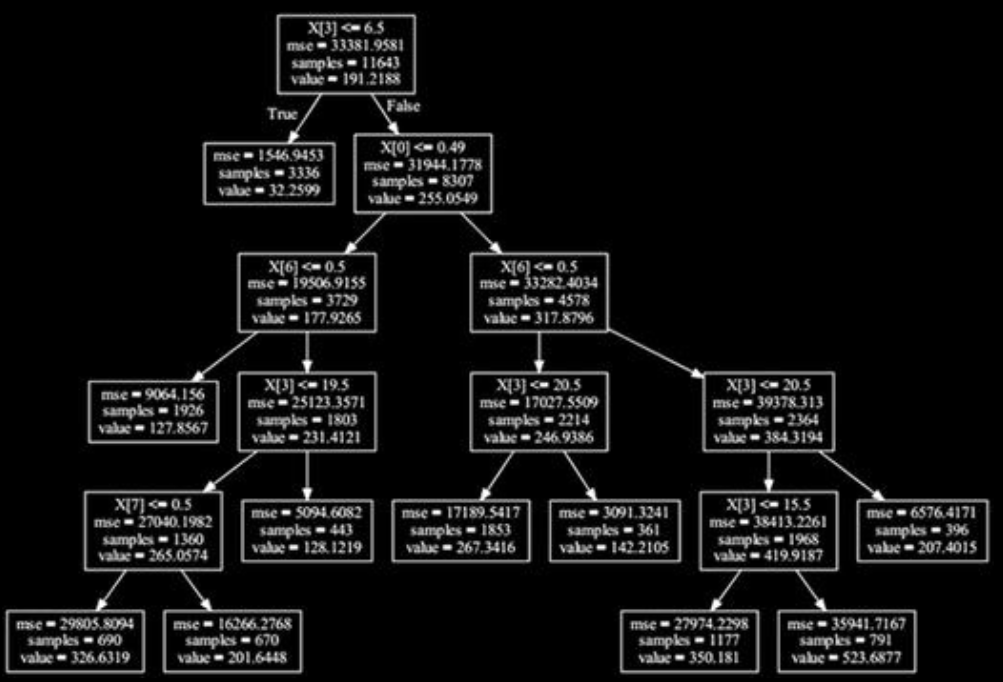 X[3] <= 6.5
mse = 33381.9581
samples = 11643
value = 191.2188
True
False
mse = 1546.9453
samples = 3336
value = 32.2599
X[0] <= 0.49
mse = 31944.1778
samples = 8307
value = 255.0549
X[6] <= 0.5
mse = 19506.9155
samples = 3729
value = 177.9265
X[6] <= 0.5
mse = 33282.4034
samples = 4578
value = 317.8796
mse = 9064.156
samples = 1926
value = 127.8567
X[3] <= 19.5
mse = 25123.3571
samples = 1803
value = 231.4121
X[3] <= 20.5
mse = 17027.5509
samples = 2214
value = 246.9386
X[3] <= 20.5
mse = 39378.313
samples = 2364
value = 384.3194
X[7] <= 0.5
mse = 27040.1982
samples = 1360
value = 265.0574
mse = 5094.6082
samples = 443
value = 128.1219
mse = 17189.5417
samples = 1853
value = 267.3416
mse = 3091.3241
samples = 361
value = 142.2105
X[3] <= 15.5
mse = 38413.2261
samples = 1968
value = 419.9187
mse = 6576.4171
samples = 396
value = 207.4015
mse = 29805.8094
samples = 690
value = 326.6319
mse = 16266.2768
samples = 670
value = 201.6448
mse = 27974.2298
samples = 1177
value = 350.181
mse = 35941.7167
samples = 791
value = 523.6877